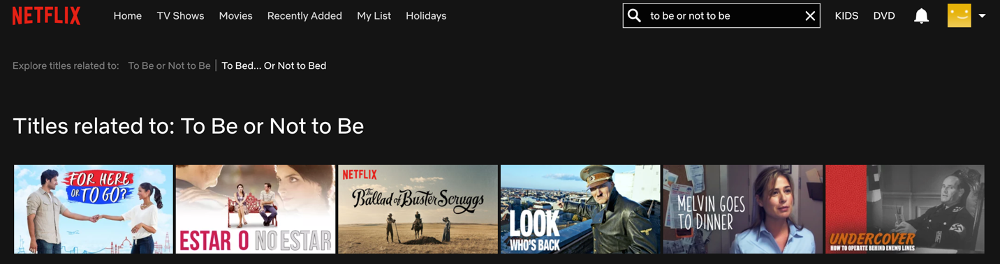 NETFLIX Home TV Shows Movies Recently Added My List Holidays to be or not to be KIDS DVD
Explore titles related to: To Be or Not to Be To Bed... Or Not to Bed
Titles related to: To Be or Not to Be
FOR HERE
OR TO GO?
ESTAR O NO ESTAR
NETFLIX
The
Ballad of Buster Scruggs
LOOK
WHO'S BACK
MELVIN GOES
TO DINNER
UNDERCOVER
HOW TO OPERATE BEHIND ENEMY LINES